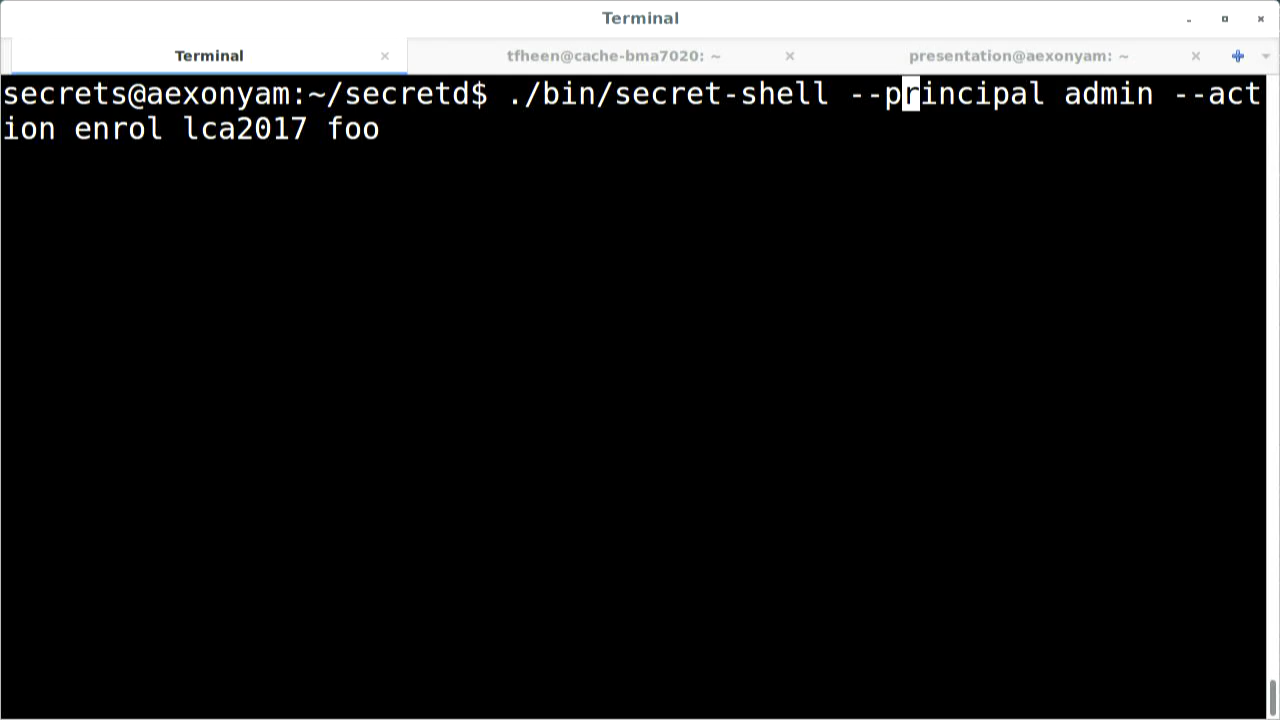 Terminal
Terminal
tfheen@cache-bma7020: ~
presentation@aexonyam: ~
secrets@aexonyam:~/secretd$ ./bin/secret-shell --principal admin --act
ion enrol lca2017 foo